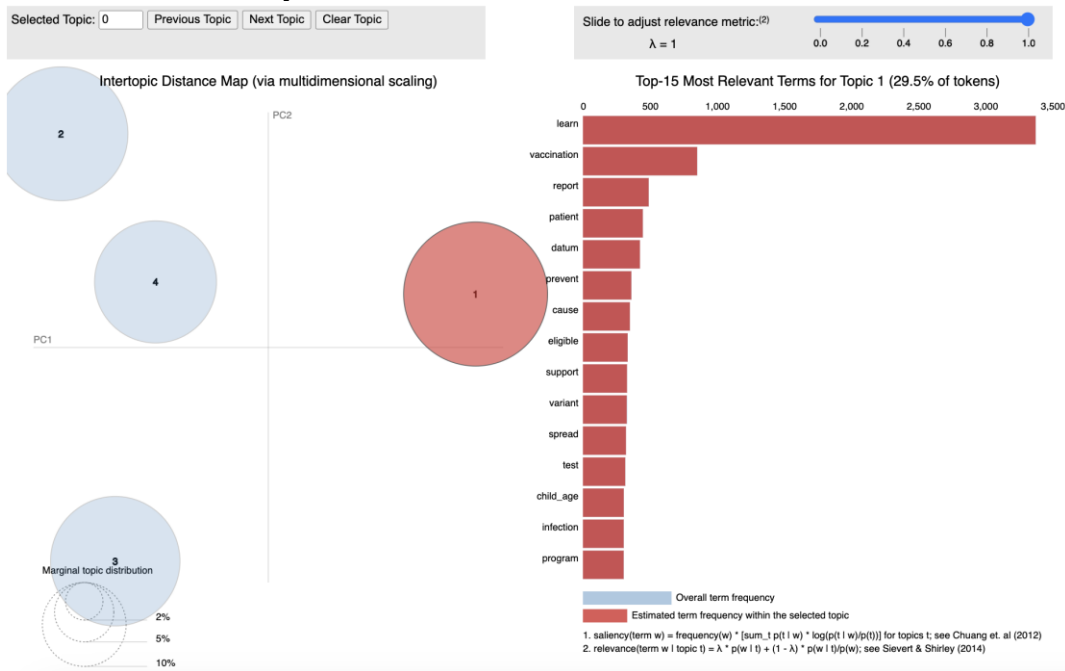 Selected Topic: 0 Previous Topic Next Topic Clear Topic
Slide to adjust relevance metric:(2)
λ = 1
0.0 0.2 0.4 0.6 0.8 1.0
Intertopic Distance Map (via multidimensional scaling)
PC2
PC1
2
4
1
3
Marginal topic distribution
2%
5%
10%
Top-15 Most Relevant Terms for Topic 1 (29.5% of tokens)
0 500 1,000 1,500 2,000 2,500 3,000 3,500
learn
vaccination
report
patient
datum
prevent
cause
eligible
support
variant
spread
test
child_age
infection
program
Overall term frequency
Estimated term frequency within the selected topic
1. saliency(term w) = frequency(w) * [sum_t p(t | w) * log(p(t | w)/p(t))] for topics t; see Chuang et. al (2012)
2. relevance(term w | topic t) = λ * p(w | t) + (1 - λ) * p(w | t)/p(w); see Sievert & Shirley (2014)